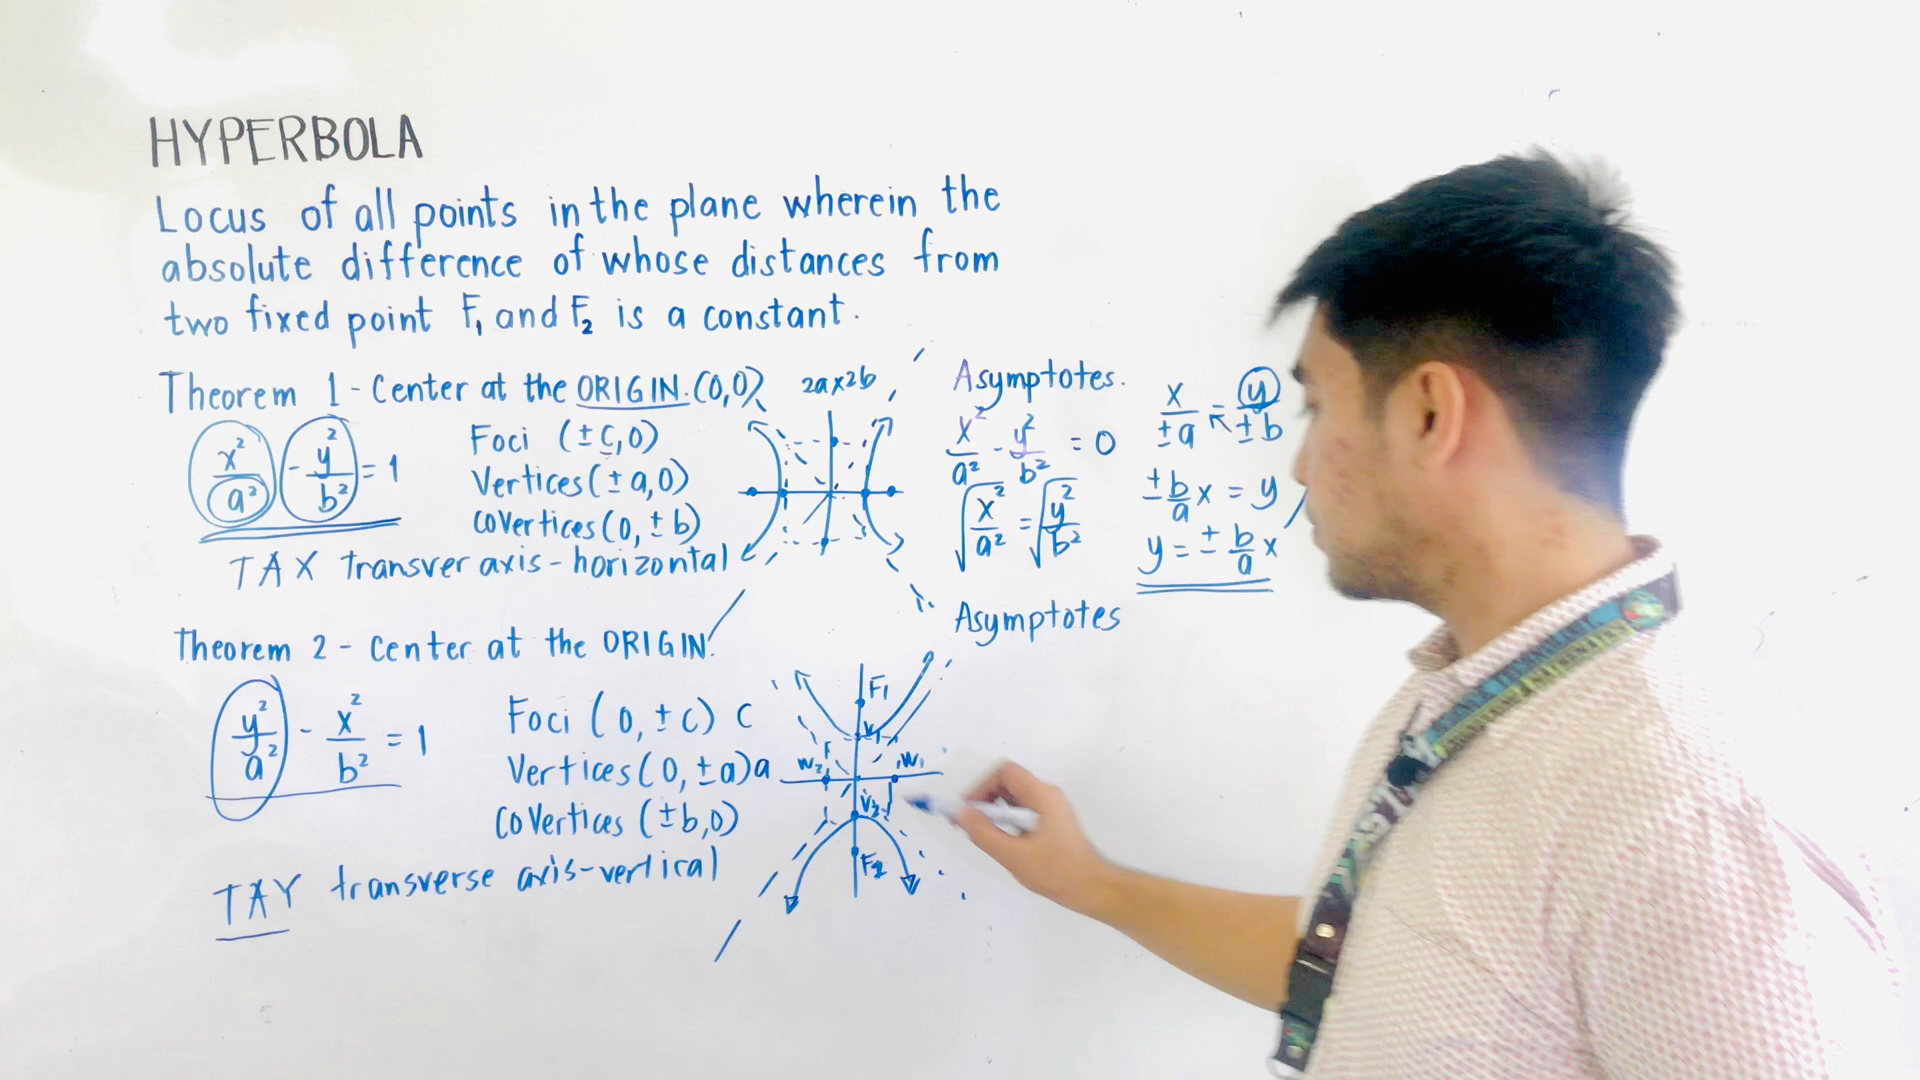 HYPERBOLA
Locus of all points in the plane wherein the
absolute difference of whose distances from
two fixed point F₁ and F₂ is a constant.
Theorem 1 - Center at the ORIGIN. (0,0)
x²/a² - y²/b² = 1
Foci (±c,0)
Vertices (±a,0)
Covertices (0,±b)
TAX transver axis - horizontal
2ax2b
Asymptotes.
x²/a² - y²/b² = 0
√x²/a² = √y²/b²
x/±a = y/±b
±b/a x = y
y = ± b/a x
Theorem 2 - Center at the ORIGIN.
y²/a² - x²/b² = 1
Foci (0,±c) c
Vertices (0,±a) a
Covertices (±b,0)
TAY transverse axis-vertical
F₁
V₁
W₂ W₁
V₂
F₂
Asymptotes